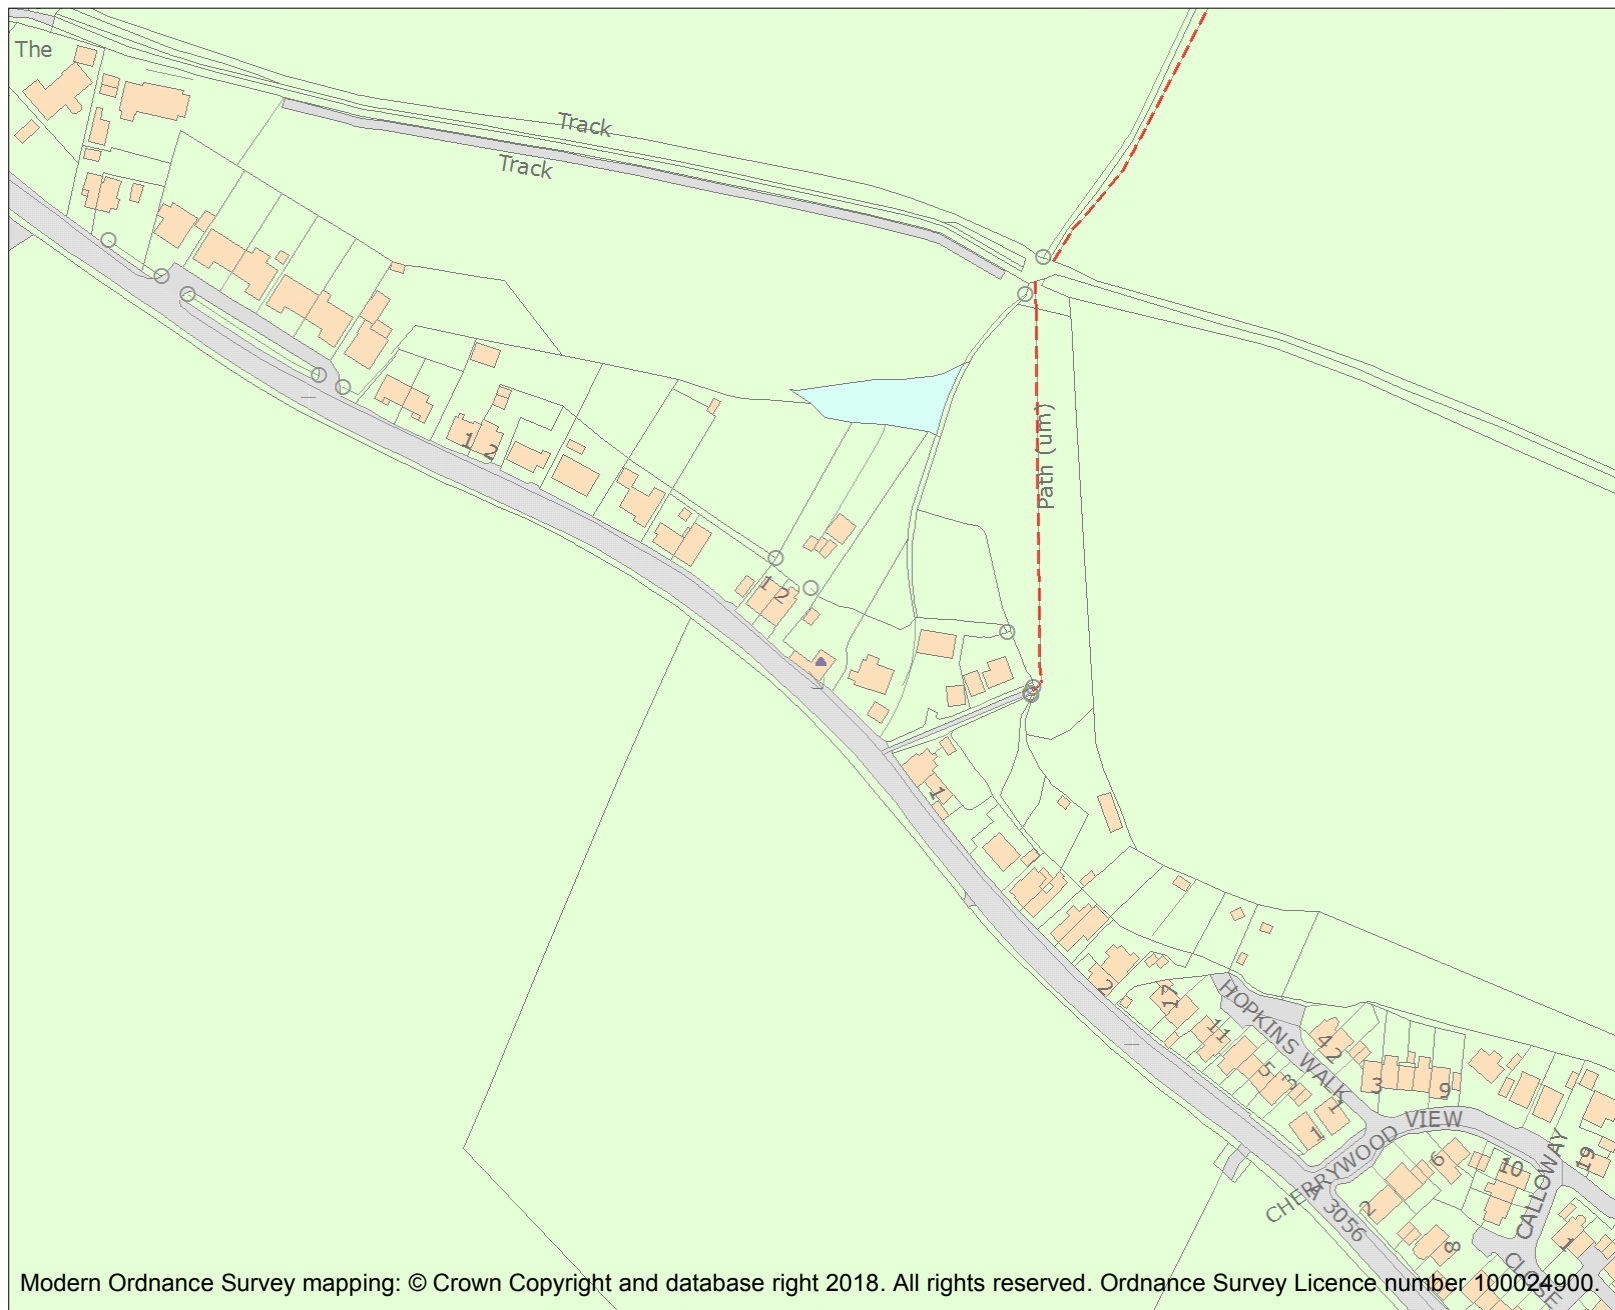 The
Track
Track
Path (um)
1
2
1
2
1
2
17
11
5
3
1
1
HOPKINS WALK
42
3
9
CHERRYWOOD VIEW
A 3056
2
6
10
8
19
1
CALLOWAY
CLOSE
Modern Ordnance Survey mapping: © Crown Copyright and database right 2018. All rights reserved. Ordnance Survey Licence number 100024900.